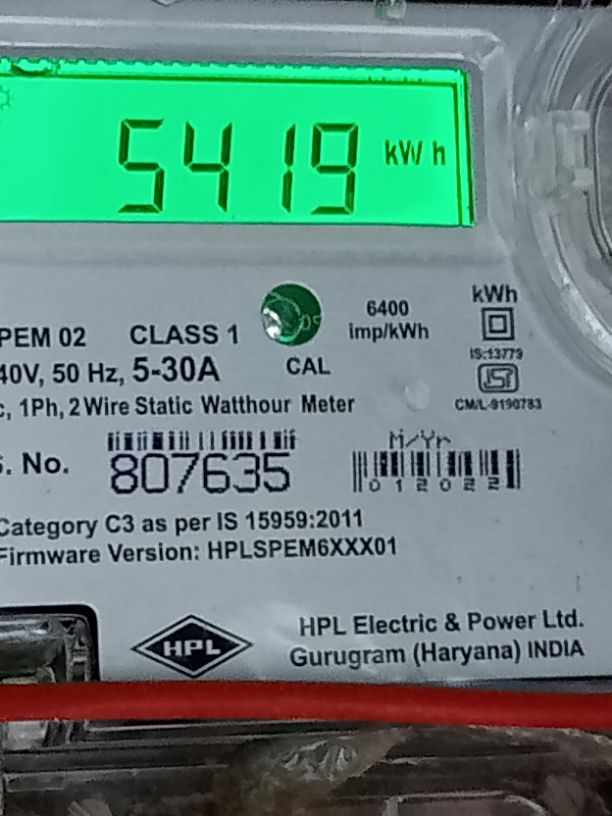 5419 kWh
kWh
6400
imp/kWh
PEM 02 CLASS 1
CAL
IS:13779
40V, 50 Hz, 5-30A
ISI
CM/L-9190783
c, 1Ph, 2 Wire Static Watthour Meter
S. No. 807635
M/Yr
012022
Category C3 as per IS 15959:2011
Firmware Version: HPLSPEM6XXX01
HPL
HPL Electric & Power Ltd.
Gurugram (Haryana) INDIA